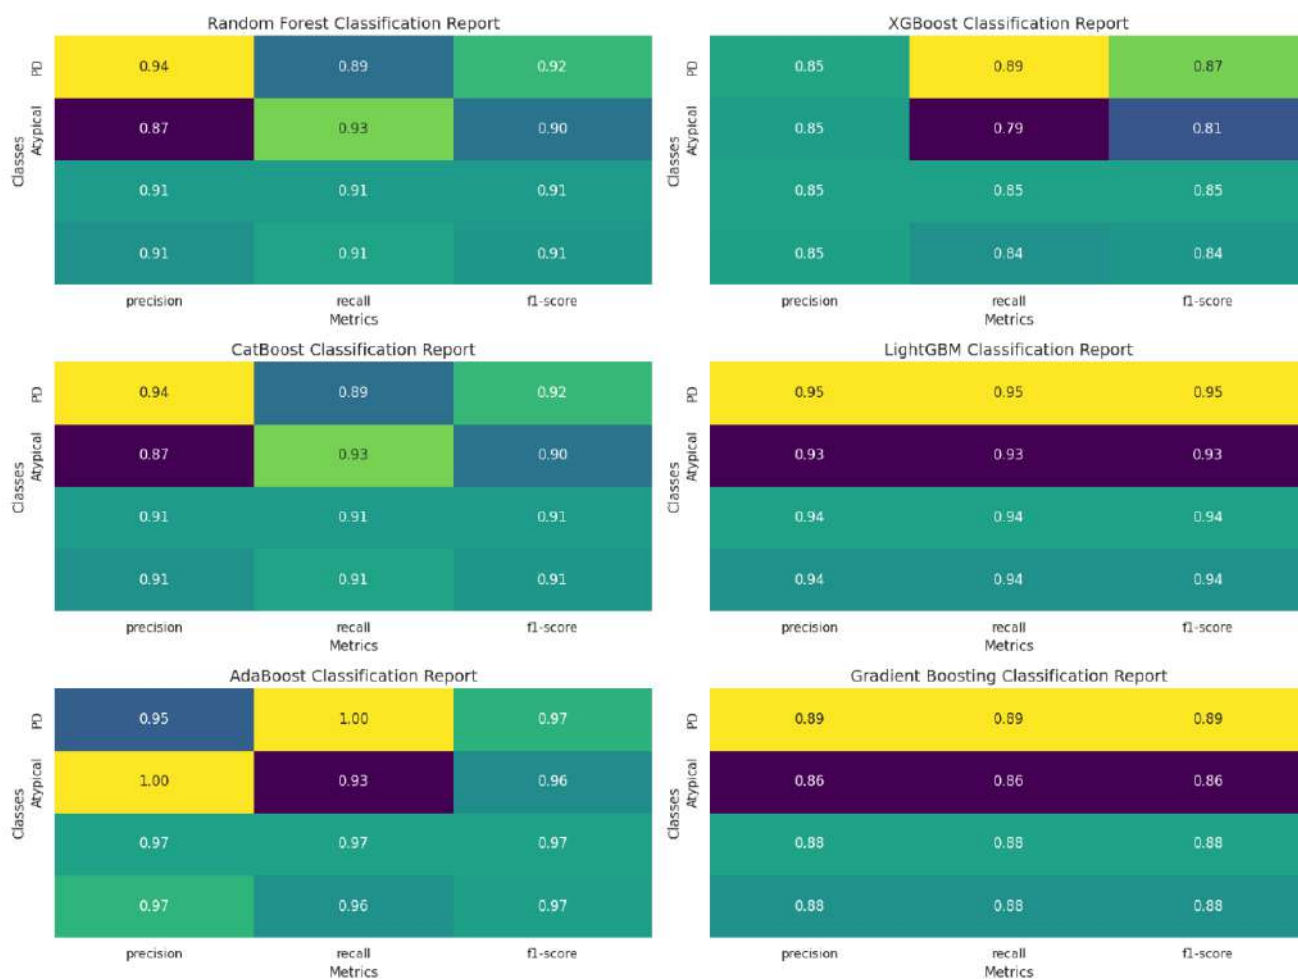 Random Forest Classification Report
Classes
PD
0.94 0.89 0.92
Atypical
0.87 0.93 0.90
0.91 0.91 0.91
0.91 0.91 0.91
precision recall f1-score
Metrics
XGBoost Classification Report
Classes
PD
0.85 0.89 0.87
Atypical
0.85 0.79 0.81
0.85 0.85 0.85
0.85 0.84 0.84
precision recall f1-score
Metrics
CatBoost Classification Report
Classes
PD
0.94 0.89 0.92
Atypical
0.87 0.93 0.90
0.91 0.91 0.91
0.91 0.91 0.91
precision recall f1-score
Metrics
LightGBM Classification Report
Classes
PD
0.95 0.95 0.95
Atypical
0.93 0.93 0.93
0.94 0.94 0.94
0.94 0.94 0.94
precision recall f1-score
Metrics
AdaBoost Classification Report
Classes
PD
0.95 1.00 0.97
Atypical
1.00 0.93 0.96
0.97 0.97 0.97
0.97 0.96 0.97
precision recall f1-score
Metrics
Gradient Boosting Classification Report
Classes
PD
0.89 0.89 0.89
Atypical
0.86 0.86 0.86
0.88 0.88 0.88
0.88 0.88 0.88
precision recall f1-score
Metrics